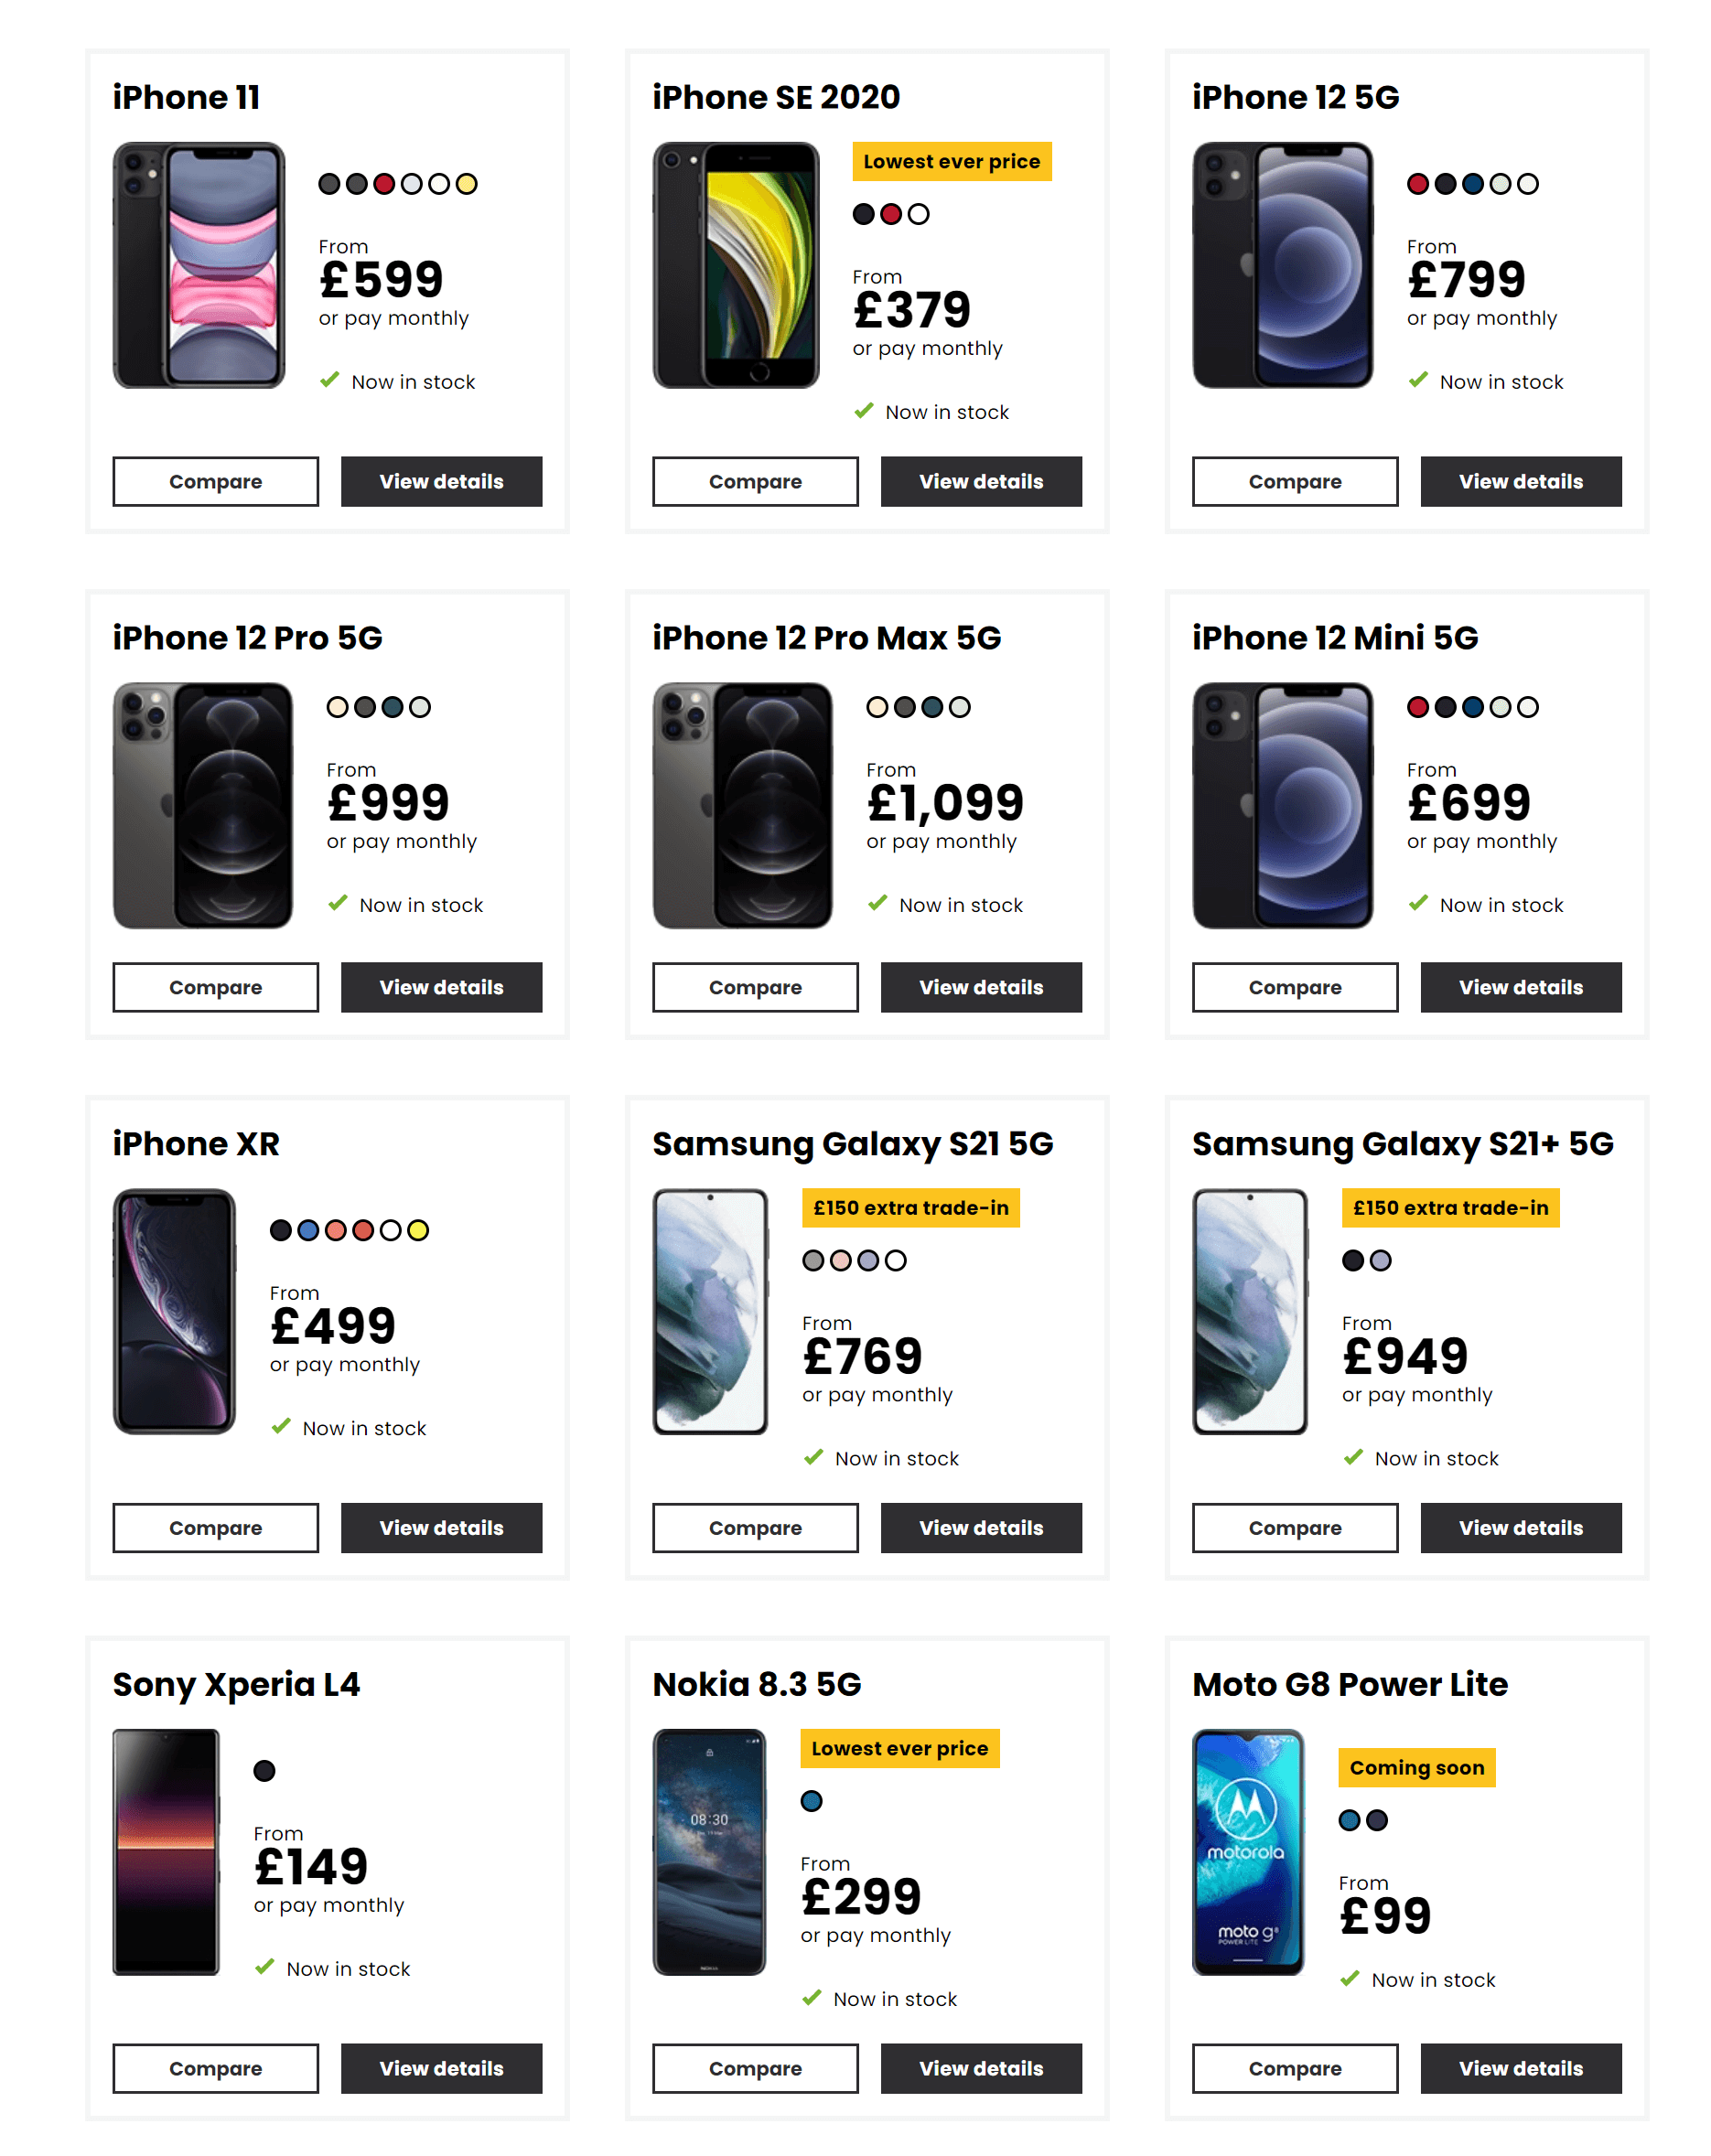 iPhone 11
From
£599
or pay monthly
Now in stock
Compare
View details
iPhone SE 2020
Lowest ever price
From
£379
or pay monthly
Now in stock
Compare
View details
iPhone 12 5G
From
£799
or pay monthly
Now in stock
Compare
View details
iPhone 12 Pro 5G
From
£999
or pay monthly
Now in stock
Compare
View details
iPhone 12 Pro Max 5G
From
£1,099
or pay monthly
Now in stock
Compare
View details
iPhone 12 Mini 5G
From
£699
or pay monthly
Now in stock
Compare
View details
iPhone XR
From
£499
or pay monthly
Now in stock
Compare
View details
Samsung Galaxy S21 5G
£150 extra trade-in
From
£769
or pay monthly
Now in stock
Compare
View details
Samsung Galaxy S21+ 5G
£150 extra trade-in
From
£949
or pay monthly
Now in stock
Compare
View details
Sony Xperia L4
From
£149
or pay monthly
Now in stock
Compare
View details
Nokia 8.3 5G
08:30
NOKIA
Lowest ever price
From
£299
or pay monthly
Now in stock
Compare
View details
Moto G8 Power Lite
motorola
moto g8
POWER LITE
Coming soon
From
£99
Now in stock
Compare
View details